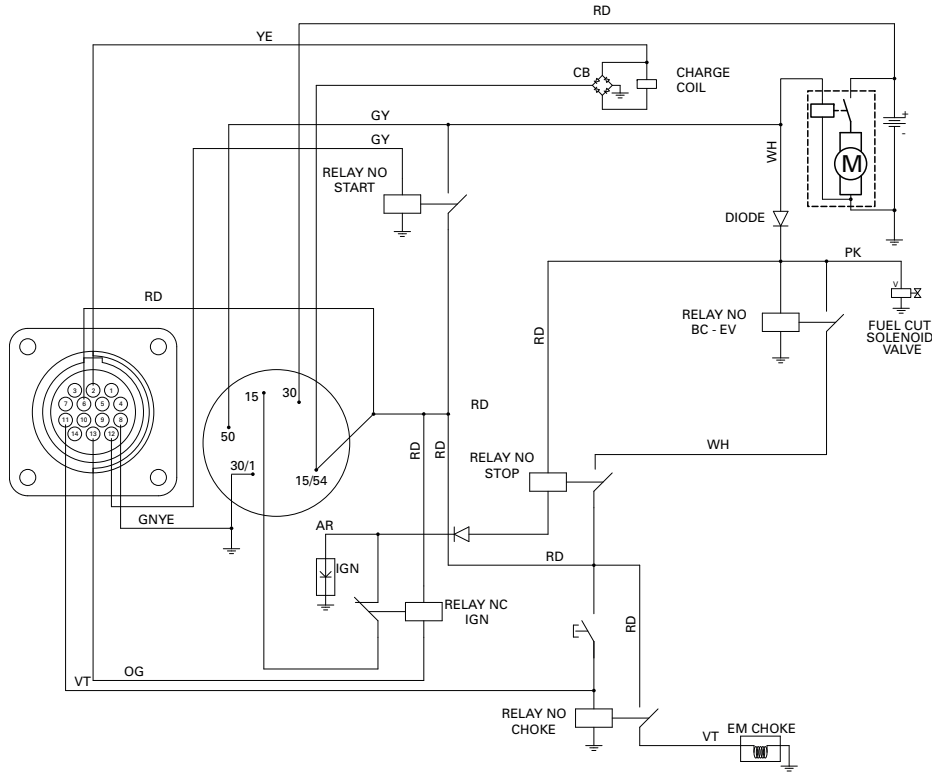 RD
YE
CB
CHARGE
COIL
GY
GY
WH
+
-
M
RELAY NO
START
DIODE
PK
V
RD
RD
RELAY NO
BC - EV
FUEL CUT
SOLENOID
VALVE
3 2 1
7 6 5 4
11 10 9 8
14 13 12
15
30
50
30/1
15/54
RD
RD
RD
WH
RELAY NO
STOP
GNYE
AR
IGN
RD
RELAY NC
IGN
RD
OG
VT
RELAY NO
CHOKE
VT
EM CHOKE